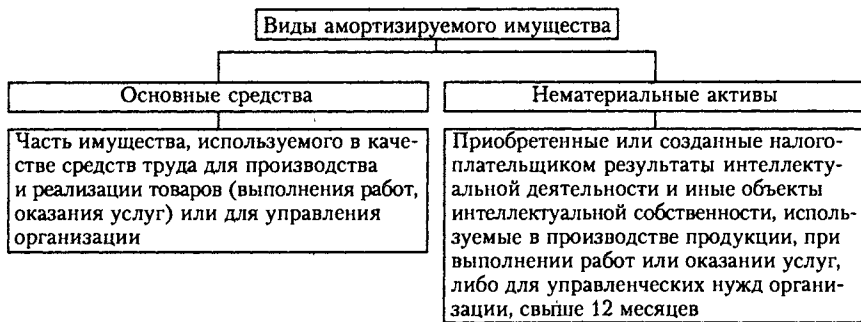 Виды амортизируемого имущества
Основные средства
Нематериальные активы
Часть имущества, используемого в каче-
стве средств труда для производства
и реализации товаров (выполнения работ,
оказания услуг) или для управления
организации
Приобретенные или созданные налого-
плательщиком результаты интеллекту-
альной деятельности и иные объекты
интеллектуальной собственности, исполь-
зуемые в производстве продукции, при
выполнении работ или оказании услуг,
либо для управленческих нужд органи-
зации, свыше 12 месяцев